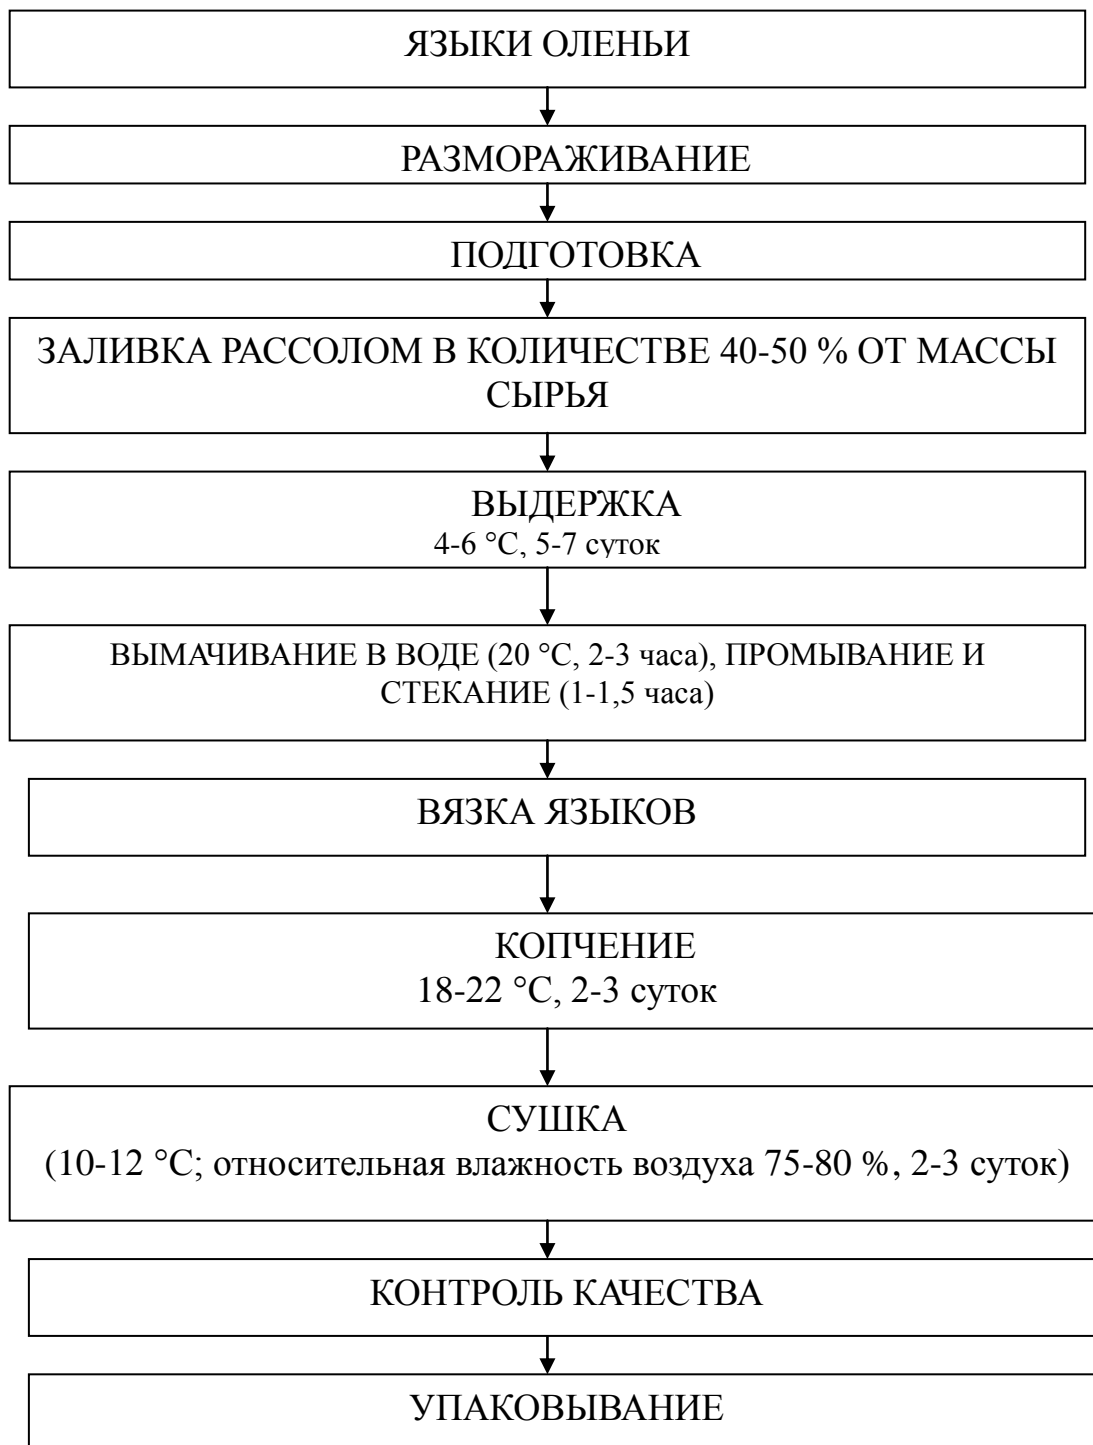 ЯЗЫКИ ОЛЕНЬИ
РАЗМОРАЖИВАНИЕ
ПОДГОТОВКА
ЗАЛИВКА РАССОЛОМ В КОЛИЧЕСТВЕ 40-50 % ОТ МАССЫ
СЫРЬЯ
ВЫДЕРЖКА
4-6 °С, 5-7 суток
ВЫМАЧИВАНИЕ В ВОДЕ (20 °С, 2-3 часа), ПРОМЫВАНИЕ И
СТЕКАНИЕ (1-1,5 часа)
ВЯЗКА ЯЗЫКОВ
КОПЧЕНИЕ
18-22 °С, 2-3 суток
СУШКА
(10-12 °С; относительная влажность воздуха 75-80 %, 2-3 суток)
КОНТРОЛЬ КАЧЕСТВА
УПАКОВЫВАНИЕ